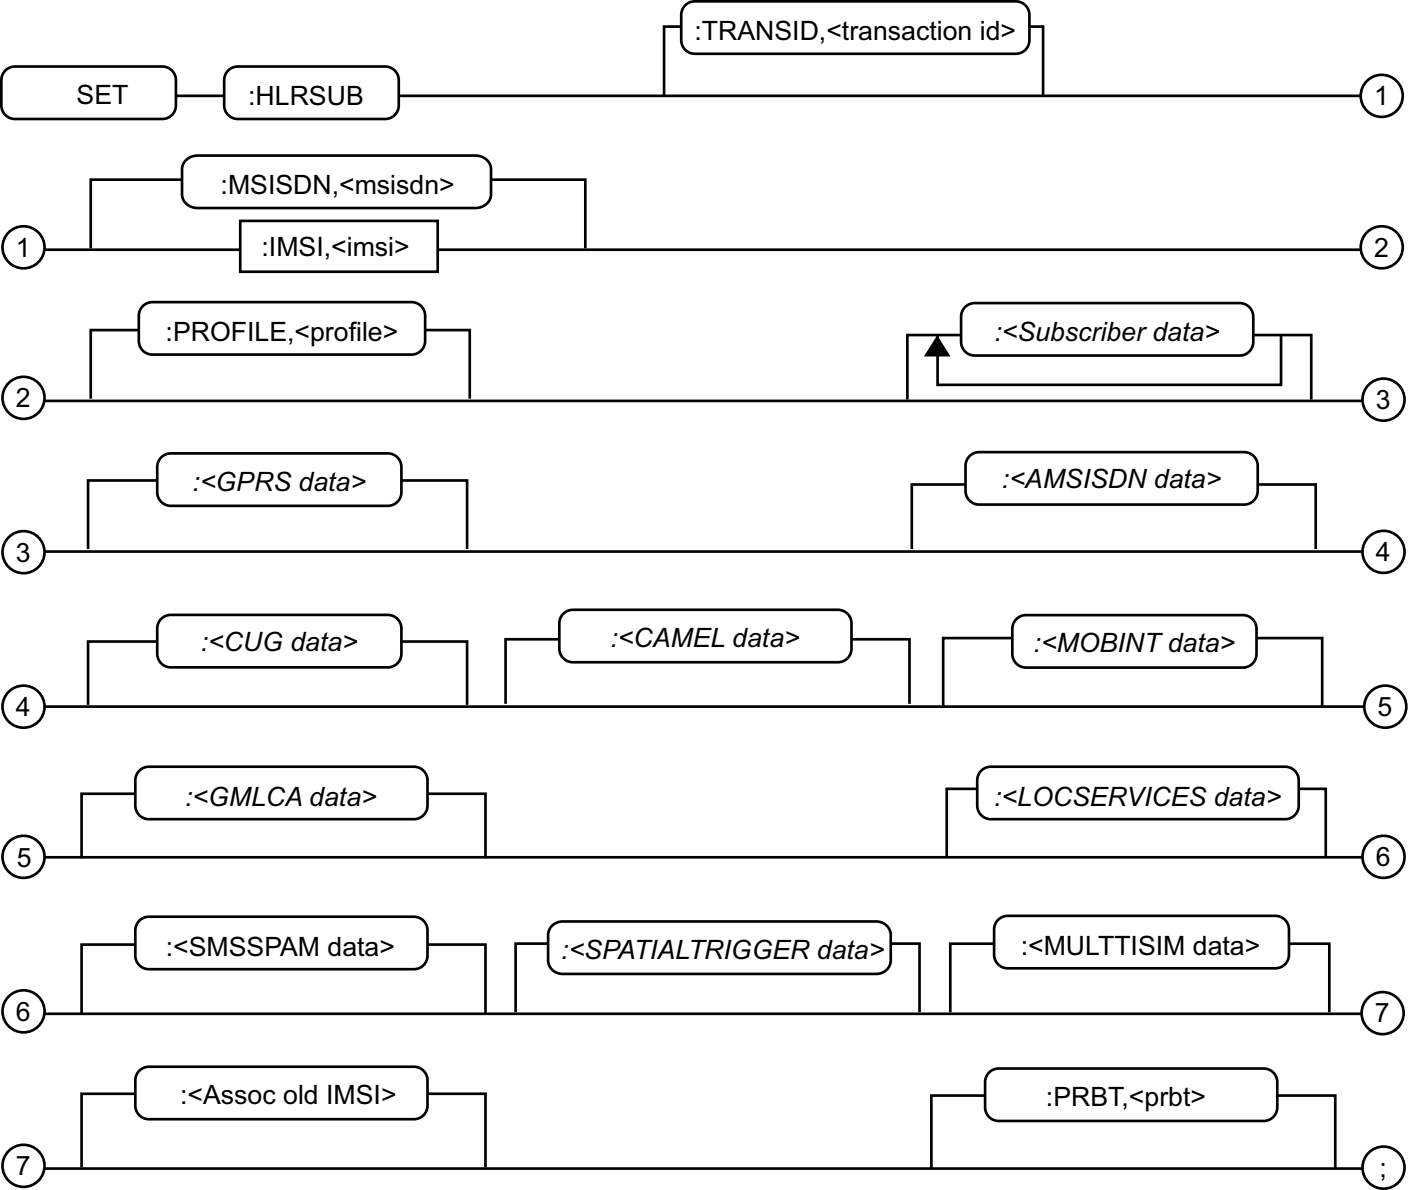 :TRANSID,<transaction id>
SET :HLRSUB 1
:MSISDN,<msisdn>
1 :IMSI,<imsi> 2
:PROFILE,<profile> :<Subscriber data>
2 3
:<GPRS data> :<AMSISDN data>
3 4
:<CUG data> :<CAMEL data> :<MOBINT data>
4 5
:<GMLCA data> :<LOCSERVICES data>
5 6
:<SMSSPAM data> :<SPATIALTRIGGER data> :<MULTTISIM data>
6 7
:<Assoc old IMSI> :PRBT,<prbt>
7 ;